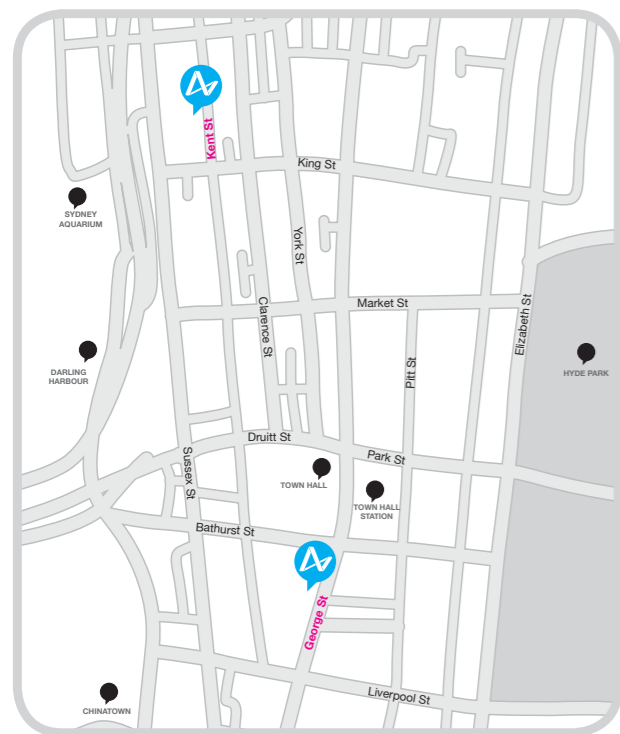 Kent St
King St
SYDNEY
AQUARIUM
York St
Market St
Elizabeth St
Clarence St
DARLING
HARBOUR
Pitt St
HYDE PARK
Druitt St
Park St
Sussex St
TOWN HALL
TOWN HALL
STATION
Bathurst St
George St
Liverpool St
CHINATOWN